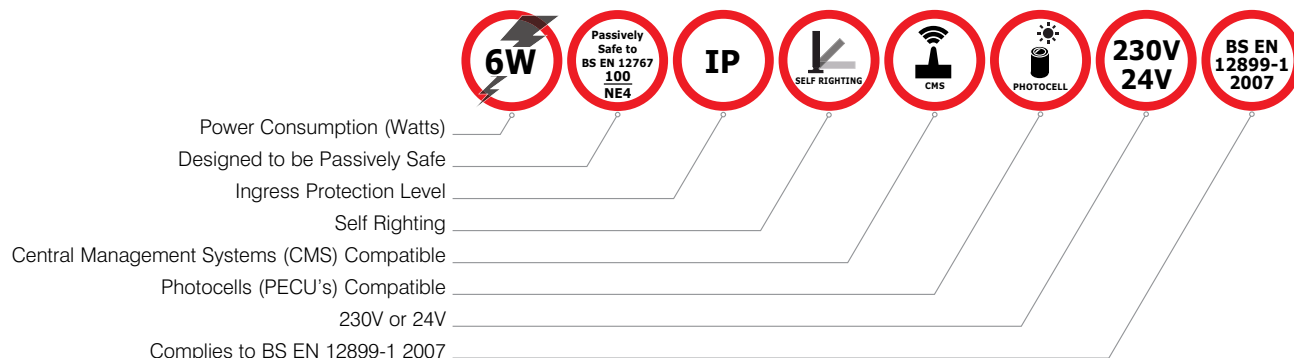 6W
Passively
Safe to
BS EN 12767
100
NE4
IP
SELF RIGHTING
CMS
PHOTOCELL
230V
24V
BS EN
12899-1
2007
Power Consumption (Watts)
Designed to be Passively Safe
Ingress Protection Level
Self Righting
Central Management Systems (CMS) Compatible
Photocells (PECU's) Compatible
230V or 24V
Complies to BS EN 12899-1 2007